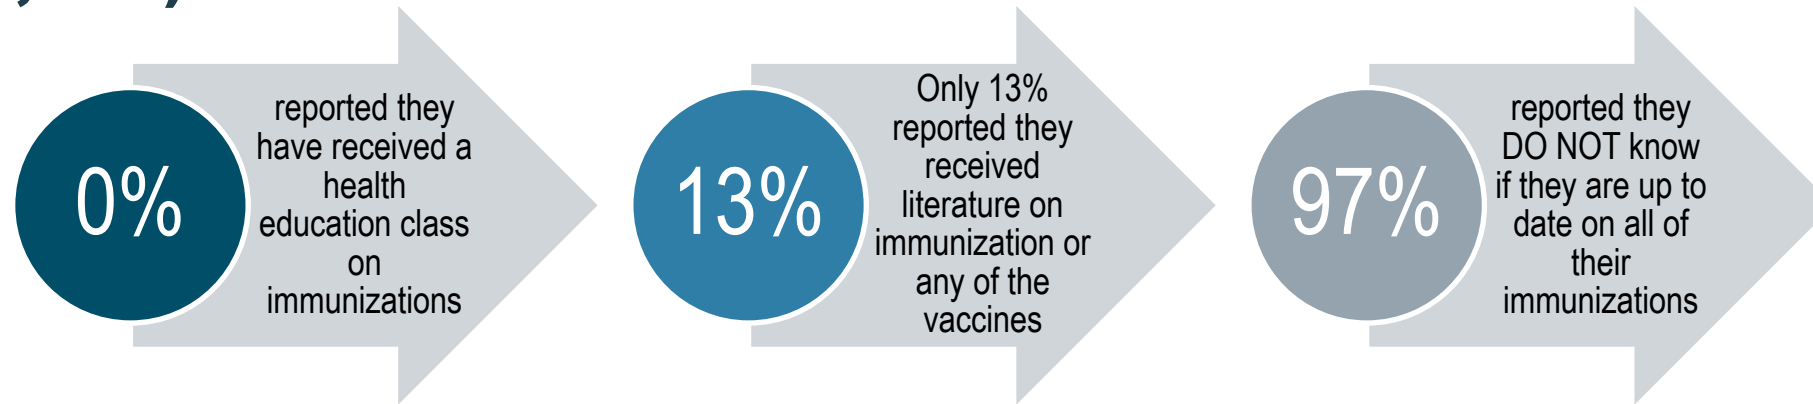 0%
reported they
have received a
health
education class
on
immunizations
13%
Only 13%
reported they
received
literature on
immunization or
any of the
vaccines
97%
reported they
DO NOT know
if they are up to
date on all of
their
immunizations